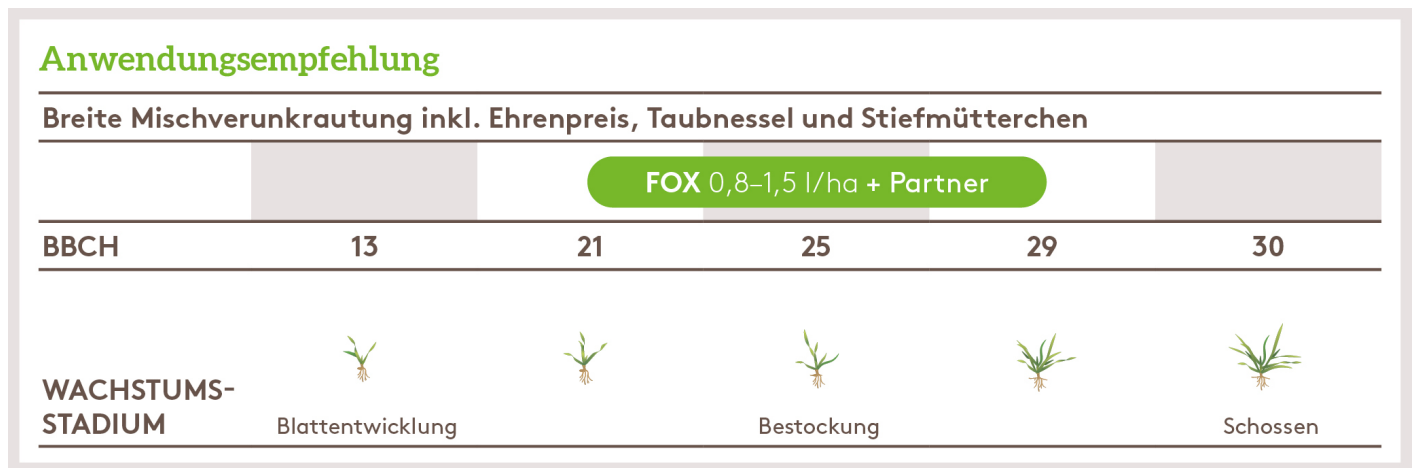 Anwendungsempfehlung
Breite Mischverunkrautung inkl. Ehrenpreis, Taubnessel und Stiefmütterchen
FOX 0,8–1,5 l/ha + Partner
BBCH 13 21 25 29 30
WACHSTUMS-
STADIUM Blattentwicklung Bestockung Schossen